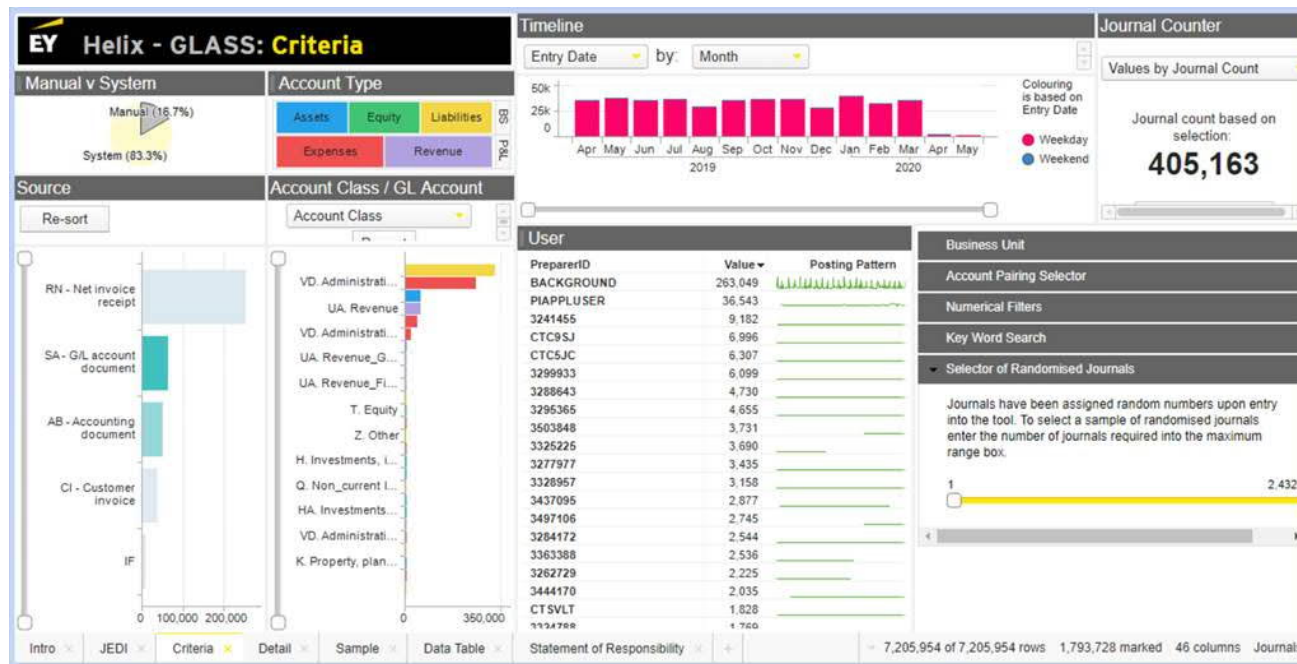 EY Helix - GLASS: Criteria
Manual v System
Manual (16.7%)
System (83.3%)
Account Type
Assets Equity Liabilities BS
Expenses Revenue P&L
Source
Re-sort
RN - Net invoice
receipt
SA - G/L account
document
AB - Accounting
document
CI - Customer
invoice
IF
0 100,000 200,000
Account Class / GL Account
Account Class
VD. Administrati...
UA. Revenue
VD. Administrati...
UA. Revenue_G...
UA. Revenue_Fi...
T. Equity
Z. Other
H. Investments, i...
Q. Non_current l...
HA. Investments...
VD. Administrati...
K. Property, plan...
0 350,000
Timeline
Entry Date by: Month
50k
25k
0
Apr May Jun Jul Aug Sep Oct Nov Dec Jan Feb Mar Apr May
2019 2020
Colouring
is based on
Entry Date
Weekday
Weekend
Journal Counter
Values by Journal Count
Journal count based on
selection:
405,163
User
PreparerID Value Posting Pattern
BACKGROUND 263,049
PIAPPLUSER 36,543
3241455 9,182
CTC9SJ 6,996
CTC5JC 6,307
3299933 6,099
3288643 4,730
3295365 4,655
3503848 3,731
3325225 3,690
3277977 3,435
3328957 3,158
3437095 2,877
3497106 2,745
3284172 2,544
3363388 2,536
3262729 2,225
3444170 2,035
CTSVLT 1,828
Business Unit
Account Pairing Selector
Numerical Filters
Key Word Search
Selector of Randomised Journals
Journals have been assigned random numbers upon entry
into the tool. To select a sample of randomised journals
enter the number of journals required into the maximum
range box.
1 2,432
Intro JEDI Criteria Detail Sample Data Table Statement of Responsibility +
7,205,954 of 7,205,954 rows 1,793,728 marked 46 columns Journal